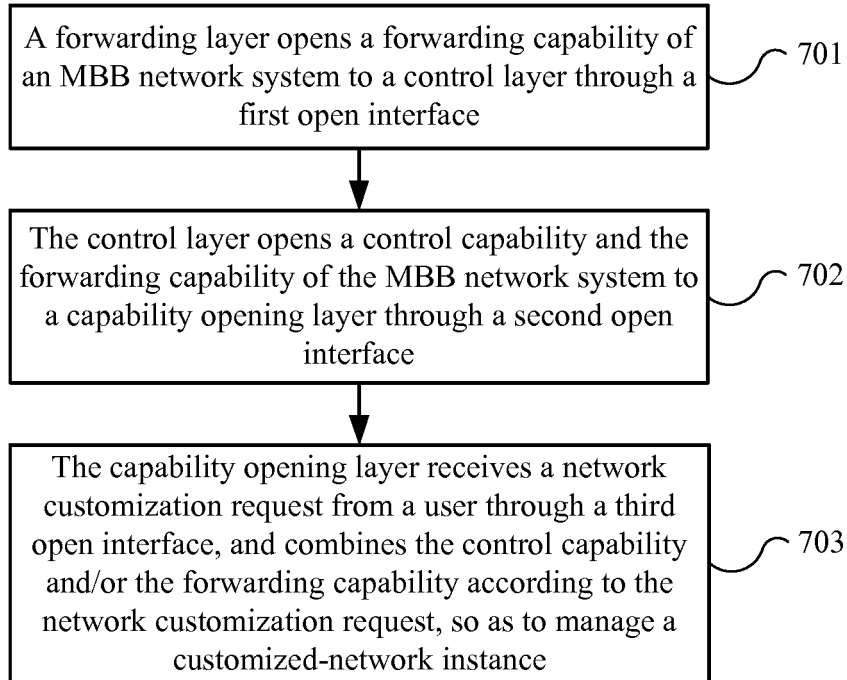 A forwarding layer opens a forwarding capability of
an MBB network system to a control layer through a
first open interface
701
The control layer opens a control capability and the
forwarding capability of the MBB network system to
a capability opening layer through a second open
interface
702
The capability opening layer receives a network
customization request from a user through a third
open interface, and combines the control capability
and/or the forwarding capability according to the
network customization request, so as to manage a
customized-network instance
703